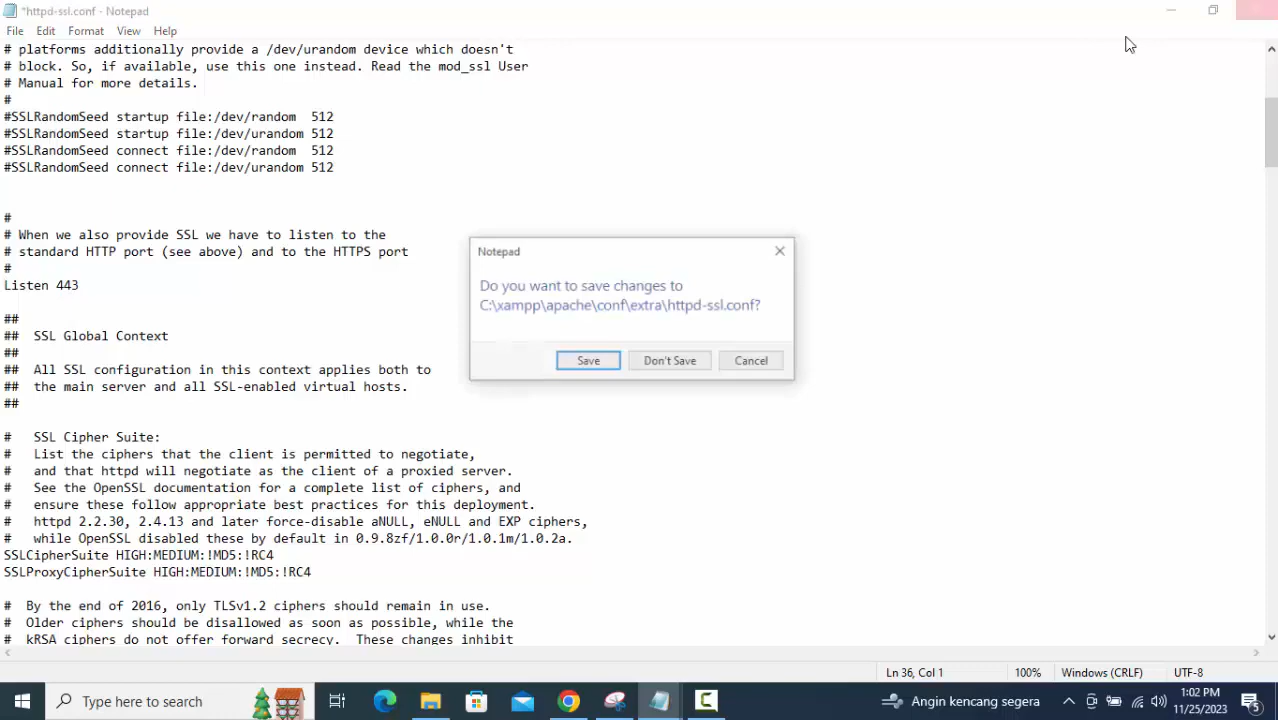 *httpd-ssl.conf - Notepad
File Edit Format View Help
# platforms additionally provide a /dev/urandom device which doesn't
# block. So, if available, use this one instead. Read the mod_ssl User
# Manual for more details.
#
#SSLRandomSeed startup file:/dev/random  512
#SSLRandomSeed startup file:/dev/urandom 512
#SSLRandomSeed connect file:/dev/random  512
#SSLRandomSeed connect file:/dev/urandom 512
#
# When we also provide SSL we have to listen to the
# standard HTTP port (see above) and to the HTTPS port
#
Listen 443
##
##  SSL Global Context
##
##  All SSL configuration in this context applies both to
##  the main server and all SSL-enabled virtual hosts.
##
#   SSL Cipher Suite:
#   List the ciphers that the client is permitted to negotiate,
#   and that httpd will negotiate as the client of a proxied server.
#   See the OpenSSL documentation for a complete list of ciphers, and
#   ensure these follow appropriate best practices for this deployment.
#   httpd 2.2.30, 2.4.13 and later force-disable aNULL, eNULL and EXP ciphers,
#   while OpenSSL disabled these by default in 0.9.8zf/1.0.0r/1.0.1m/1.0.2a.
SSLCipherSuite HIGH:MEDIUM:!MD5:!RC4
SSLProxyCipherSuite HIGH:MEDIUM:!MD5:!RC4
#  By the end of 2016, only TLSv1.2 ciphers should remain in use.
#  Older ciphers should be disallowed as soon as possible, while the
#  kRSA ciphers do not offer forward secrecy.  These changes inhibit
Notepad
Do you want to save changes to
C:\xampp\apache\conf\extra\httpd-ssl.conf?
Save Don't Save Cancel
Ln 36, Col 1 100% Windows (CRLF) UTF-8
Type here to search Angin kencang segera 1:02 PM
11/25/2023 5